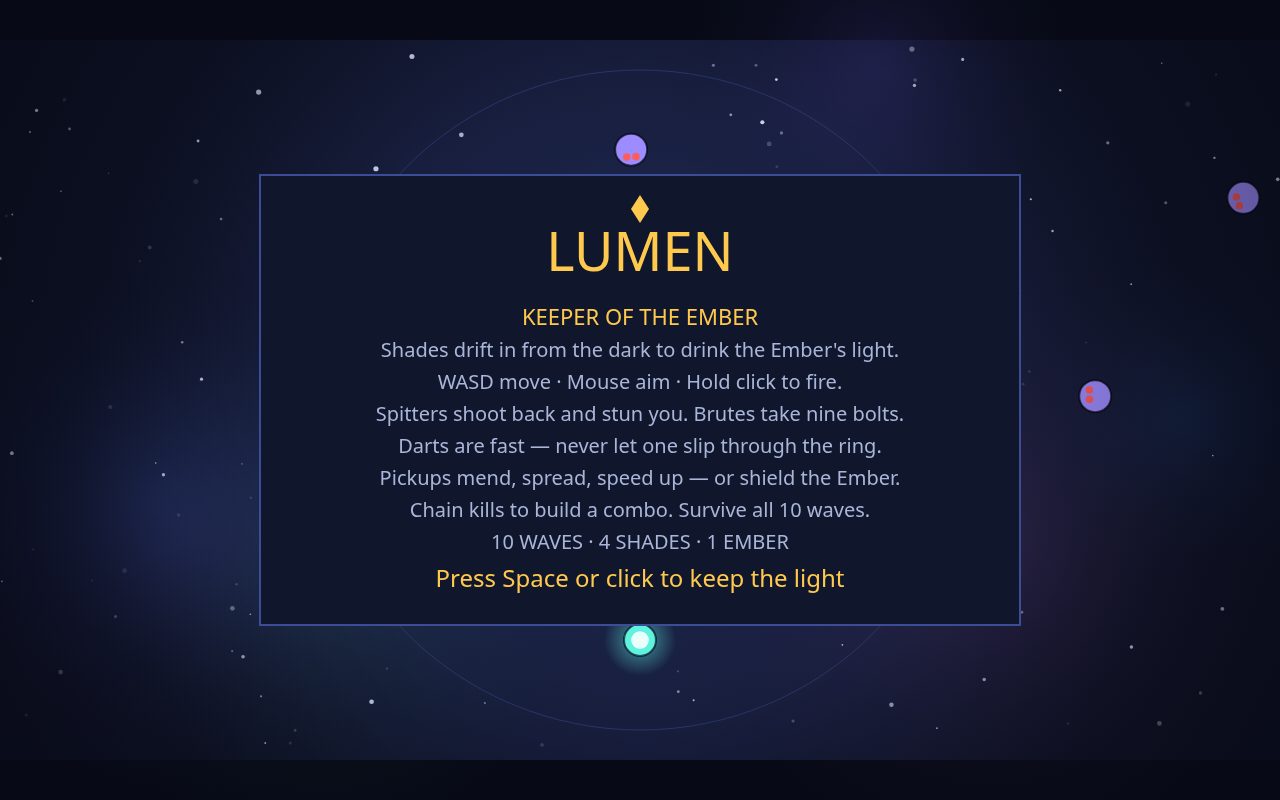 LUMEN
KEEPER OF THE EMBER
Shades drift in from the dark to drink the Ember's light.
WASD move · Mouse aim · Hold click to fire.
Spitters shoot back and stun you. Brutes take nine bolts.
Darts are fast — never let one slip through the ring.
Pickups mend, spread, speed up — or shield the Ember.
Chain kills to build a combo. Survive all 10 waves.
10 WAVES · 4 SHADES · 1 EMBER
Press Space or click to keep the light